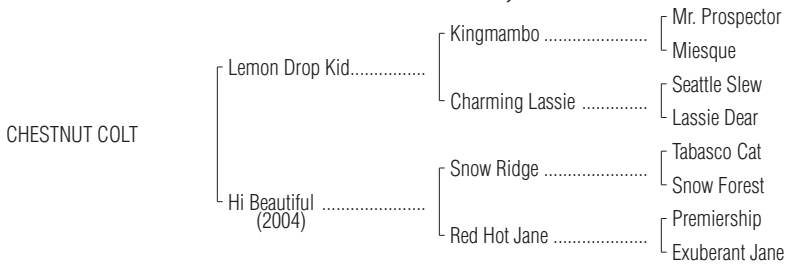 Mr. Prospector
Kingmambo ......................
Miesque
Lemon Drop Kid................
Seattle Slew
Charming Lassie ..............
Lassie Dear
CHESTNUT COLT
Tabasco Cat
Snow Ridge ......................
Snow Forest
Hi Beautiful ......................
(2004)
Premiership
Red Hot Jane ....................
Exuberant Jane